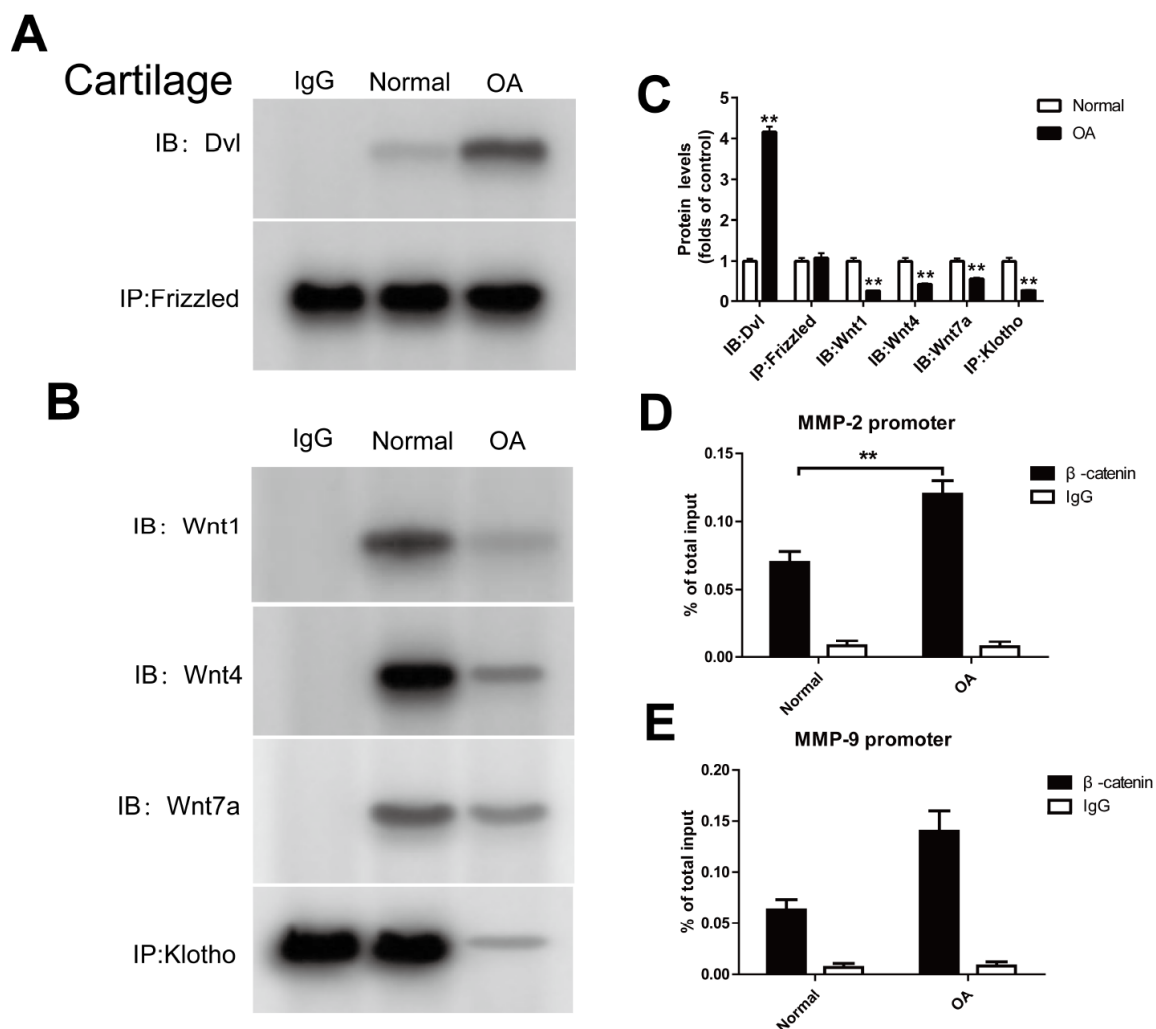 A
Cartilage
IgG Normal OA
IB: Dvl
IP:Frizzled
B
IgG Normal OA
IB: Wnt1
IB: Wnt4
IB: Wnt7a
IP:Klotho
C
Protein levels
(folds of control)
5
4
3
2
1
0
Normal
OA
**
**
**
**
**
IB:Dvl
IP:Frizzled
IB:Wnt1
IB:Wnt4
IB:Wnt7a
IP:Klotho
D
MMP-2 promoter
% of total input
0.15
0.10
0.05
0.00
**
β -catenin
IgG
Normal
OA
E
MMP-9 promoter
% of total input
0.20
0.15
0.10
0.05
0.00
β -catenin
IgG
Normal
OA